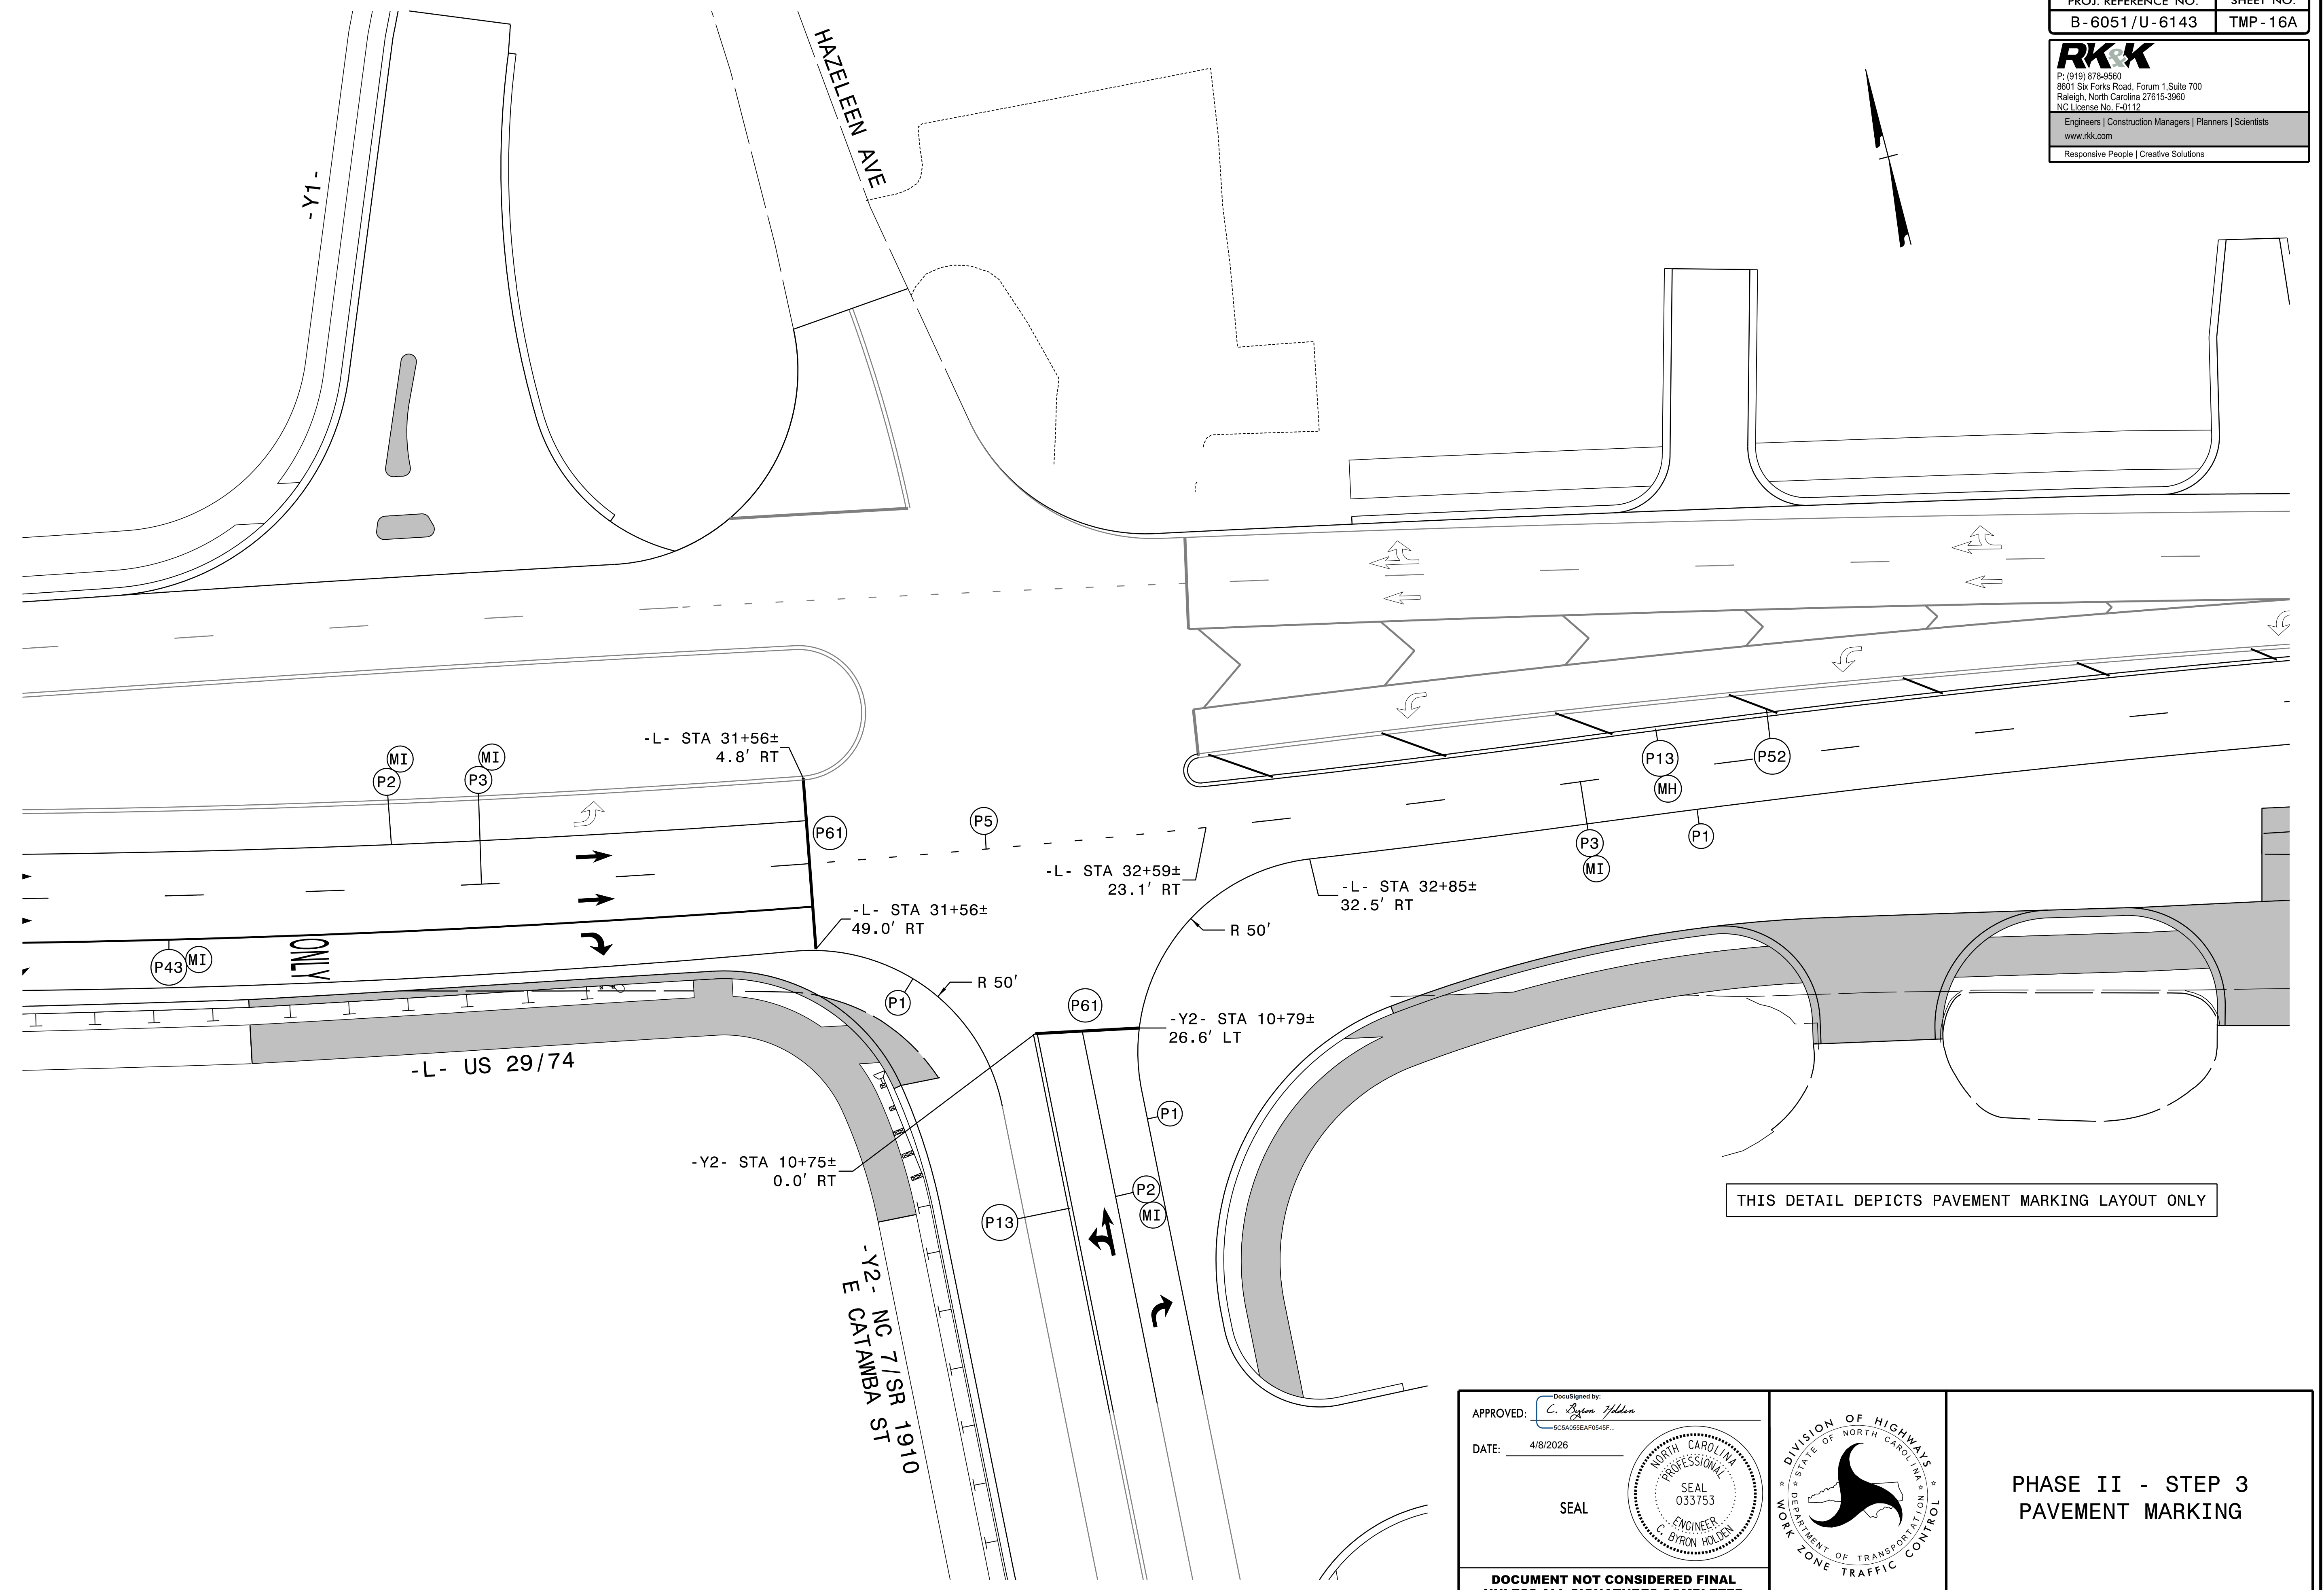 PROJ. REFERENCE NO.
SHEET NO.
B-6051/U-6143
TMP-16A
RK&K
P: (919) 878-9560
8601 Six Forks Road, Forum 1,Suite 700
Raleigh, North Carolina 27615-3960
NC License No. F-0112
Engineers | Construction Managers | Planners | Scientists
www.rkk.com
Responsive People | Creative Solutions
-Y1-
HAZELEEN AVE
-L- STA 31+56±
4.8' RT
MI
P2
MI
P3
P61
P5
P13
MH
P52
P3
MI
P1
-L- STA 32+59±
23.1' RT
-L- STA 32+85±
32.5' RT
-L- STA 31+56±
49.0' RT
R 50'
ONLY
P43
MI
P1
R 50'
P61
-Y2- STA 10+79±
26.6' LT
-L- US 29/74
P1
-Y2- STA 10+75±
0.0' RT
P2
MI
P13
THIS DETAIL DEPICTS PAVEMENT MARKING LAYOUT ONLY
-Y2- NC 7/SR 1910
E CATAWBA ST
APPROVED:
DocuSigned by:
C. Byron Holden
5C5A055EAF0545F...
DATE:
4/8/2026
SEAL
NORTH CAROLINA
PROFESSIONAL
SEAL
033753
ENGINEER
C. BYRON HOLDEN
DOCUMENT NOT CONSIDERED FINAL
UNLESS ALL SIGNATURES COMPLETED
DIVISION OF HIGHWAYS
STATE OF NORTH CAROLINA
DEPARTMENT OF TRANSPORTATION
WORK ZONE TRAFFIC CONTROL
PHASE II - STEP 3
PAVEMENT MARKING